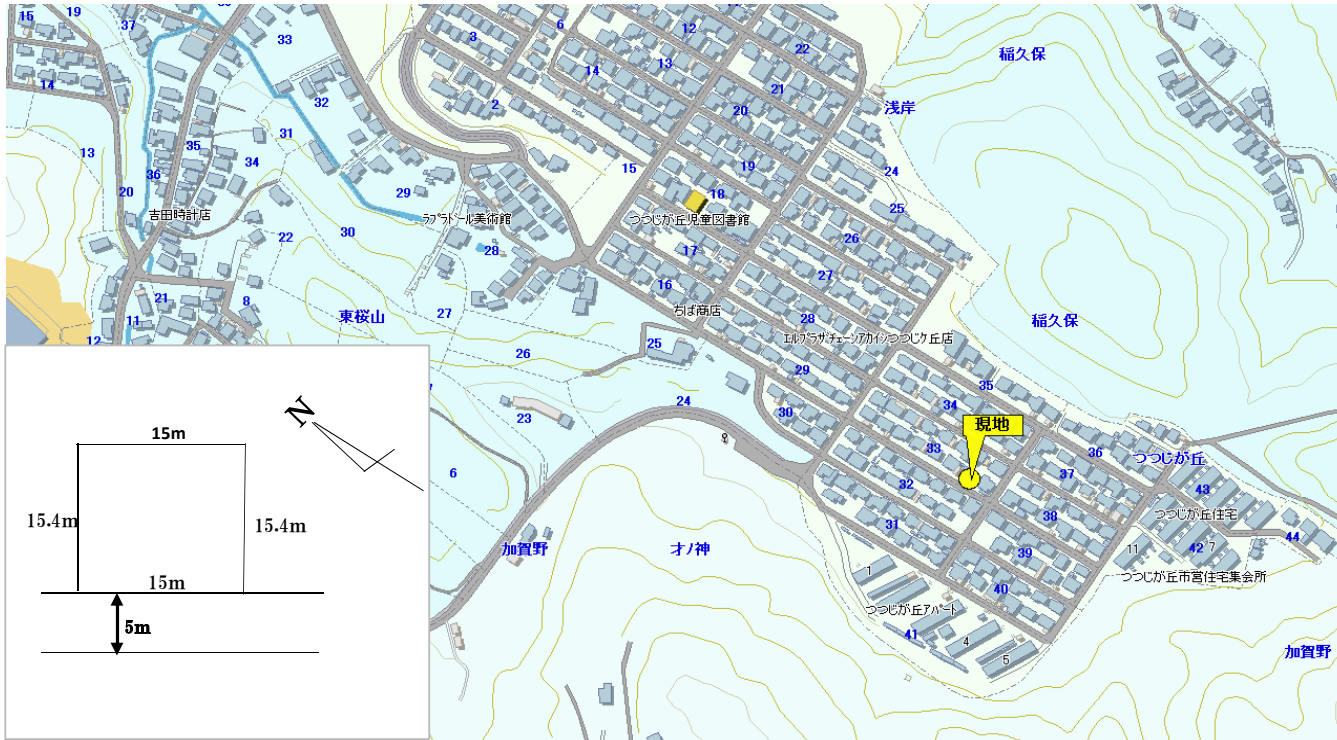 15
19
37
33
14
32
31
13
35
34
36
20
29
吉田時計店
ラブラドール美術館
22
30
28
21
8
11
12
東桜山
27
26
25
24
23
6
3
6
12
22
14
13
21
2
20
15
19
18
つつじが丘児童図書館
17
26
16
27
ちば商店
28
エルプラザチェーンアカイシつつじケ丘店
29
30
稲久保
浅岸
24
25
稲久保
35
34
現地
33
36
つつじが丘
37
32
43
38
つつじが丘住宅
31
44
11
42
7
39
つつじが丘市営住宅集会所
40
1
つつじが丘アパート
41
4
5
加賀野
加賀野
才ノ神
N
15m
15.4m
15.4m
15m
5m